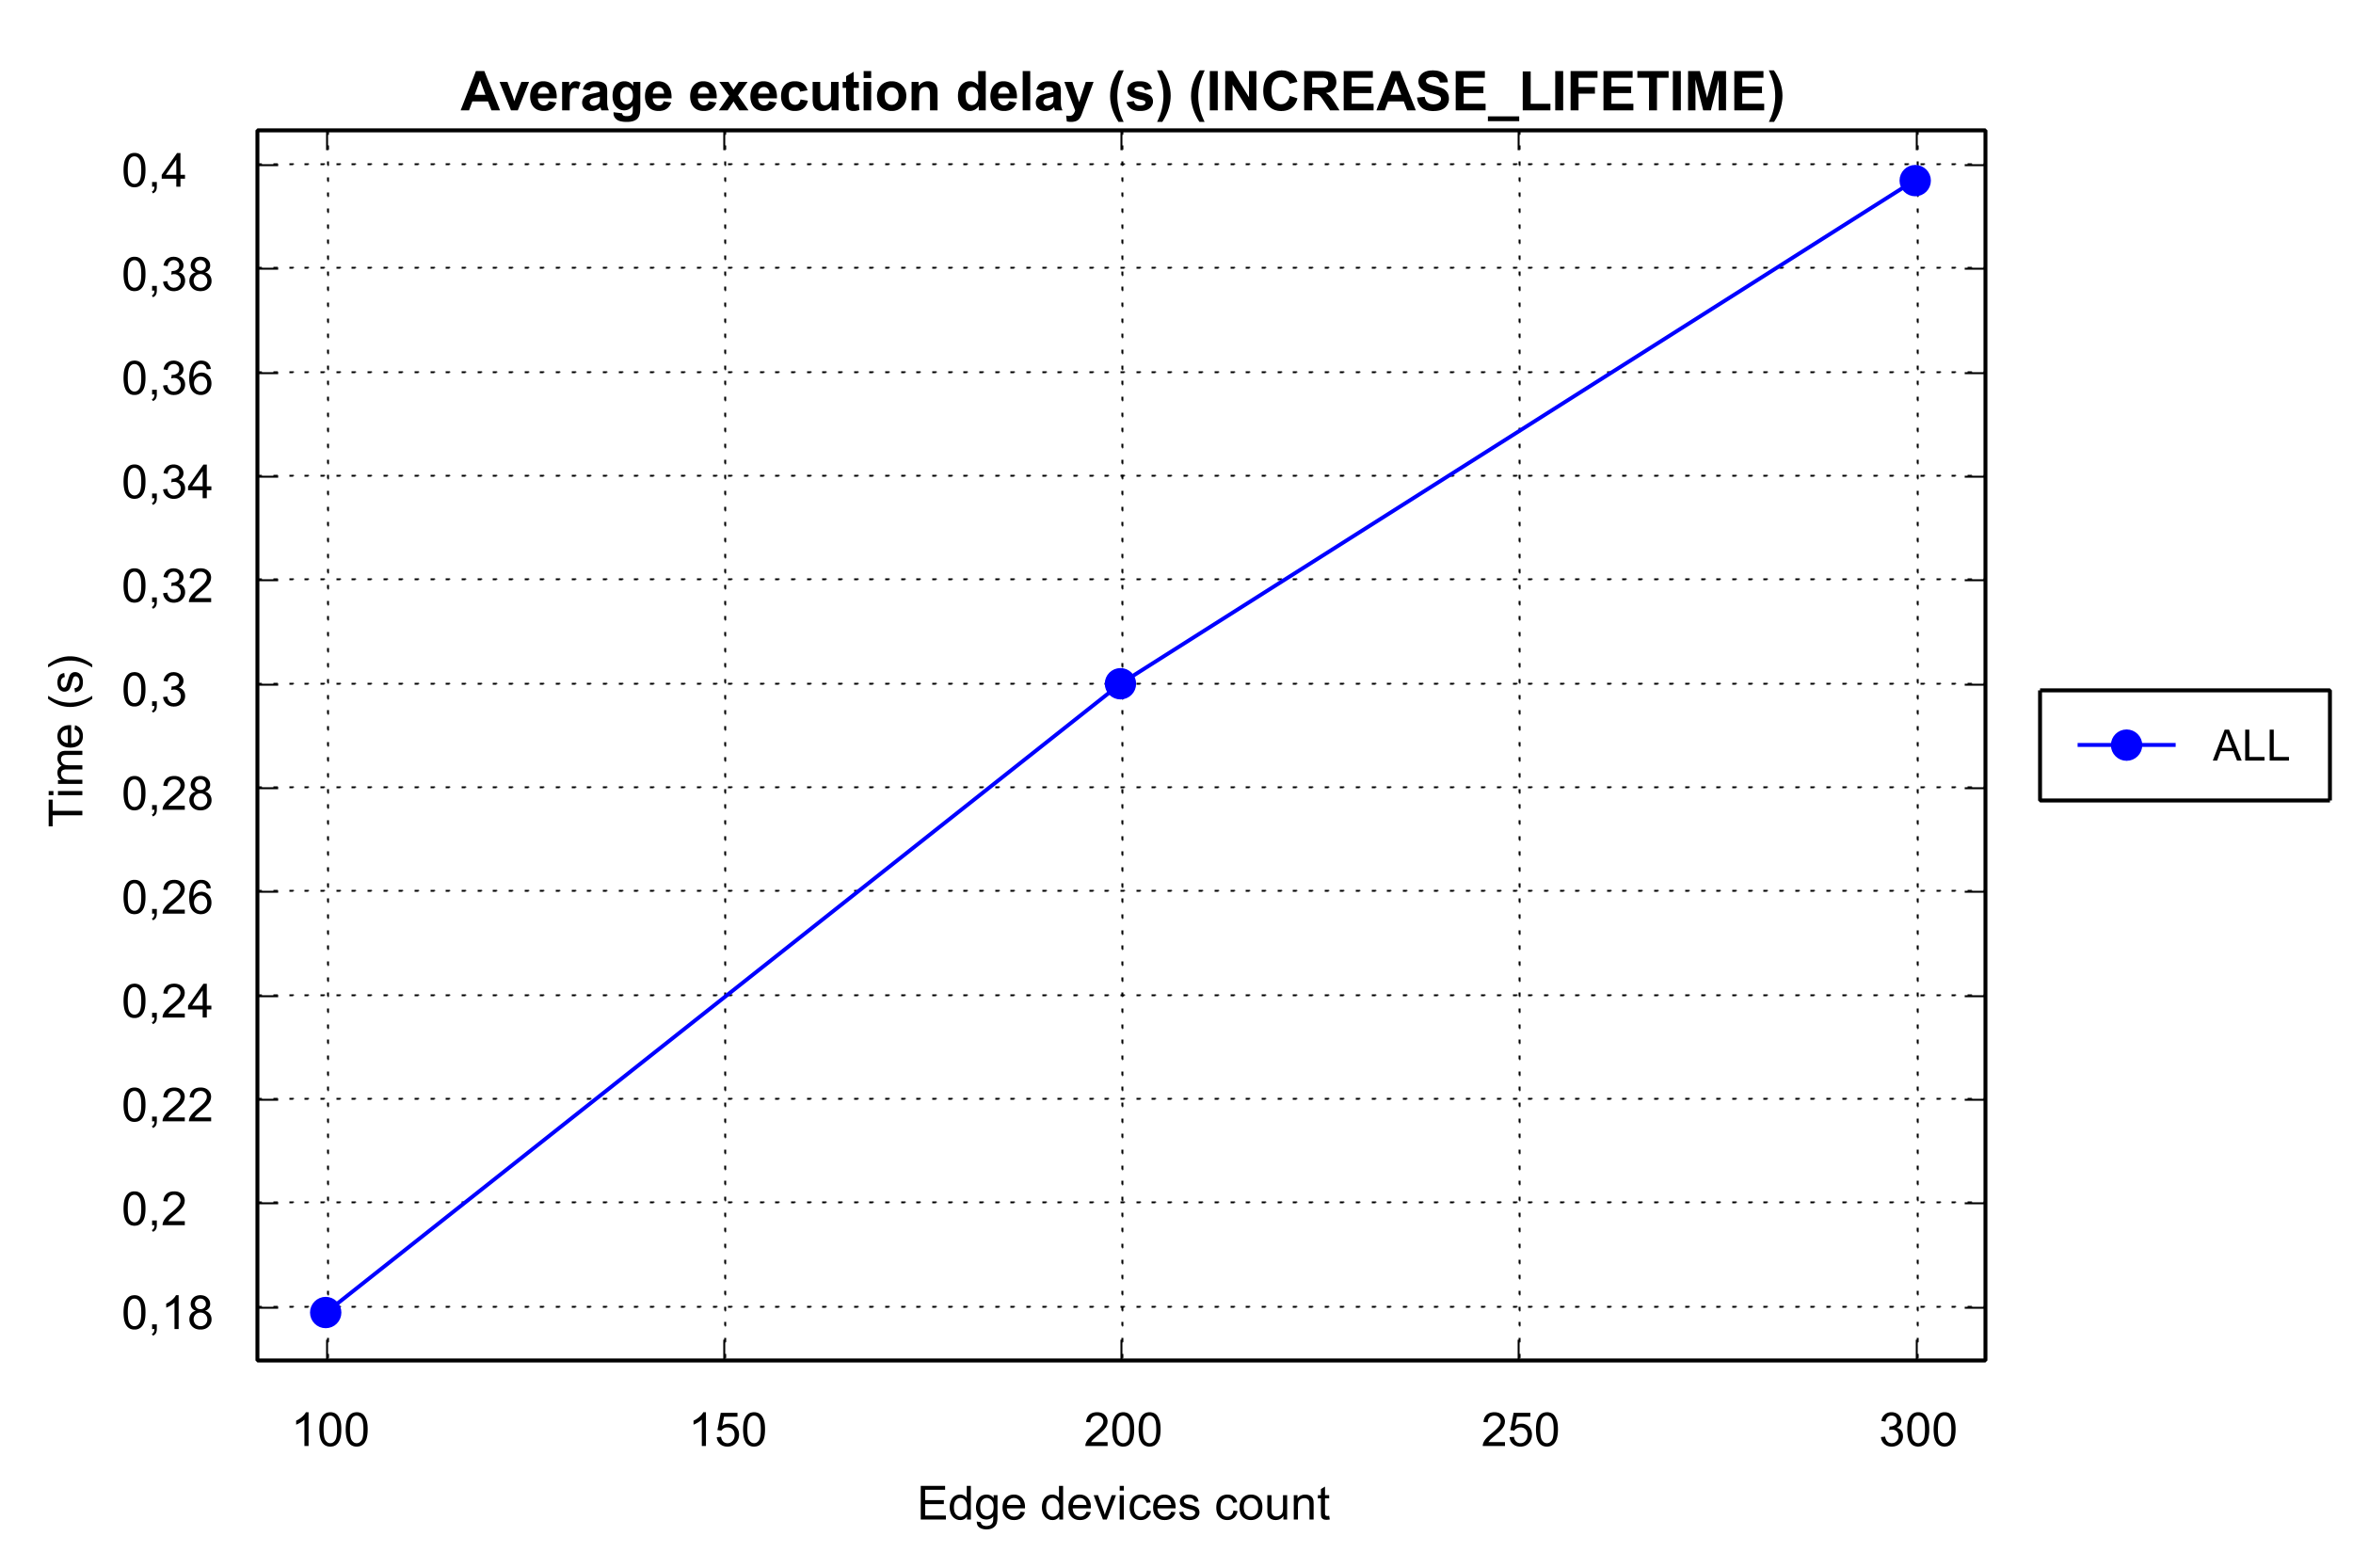 Average execution delay (s) (INCREASE_LIFETIME)
0,4
0,38
0,36
0,34
0,32
0,3
0,28
0,26
0,24
0,22
0,2
0,18
Time (s)
ALL
100 150 200 250 300
Edge devices count